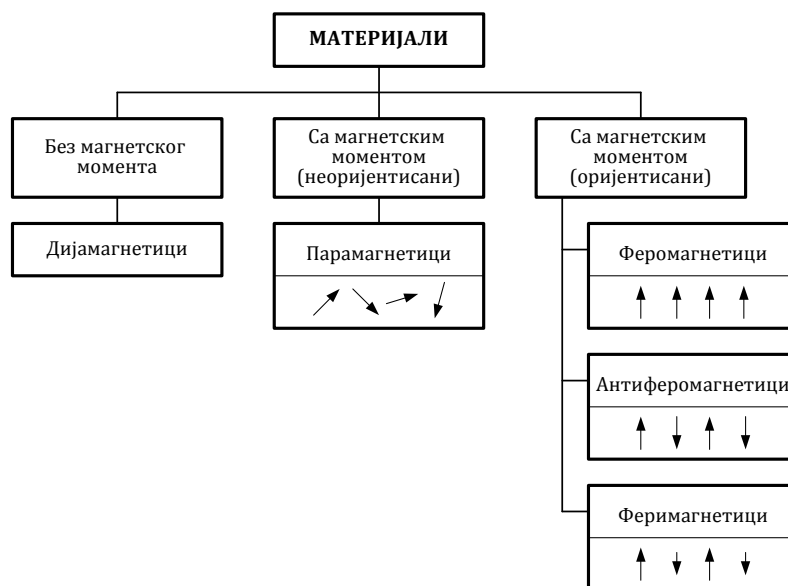 МАТЕРИЈАЛИ
Без магнетског
момента
Дијамагнетици
Са магнетским
моментом
(неоријентисани)
Парамагнетици
Са магнетским
моментом
(оријентисани)
Феромагнетици
Антиферомагнетици
Феримагнетици